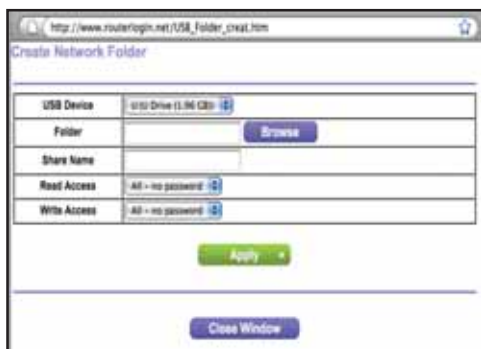 http://www.routerlogin.net/USB_Folder_creat.htm
Create Network Folder
USB Device U:\U Drive (1.96 GB)
Folder Browse
Share Name
Read Access All – no password
Write Access All – no password
Apply
Close Window